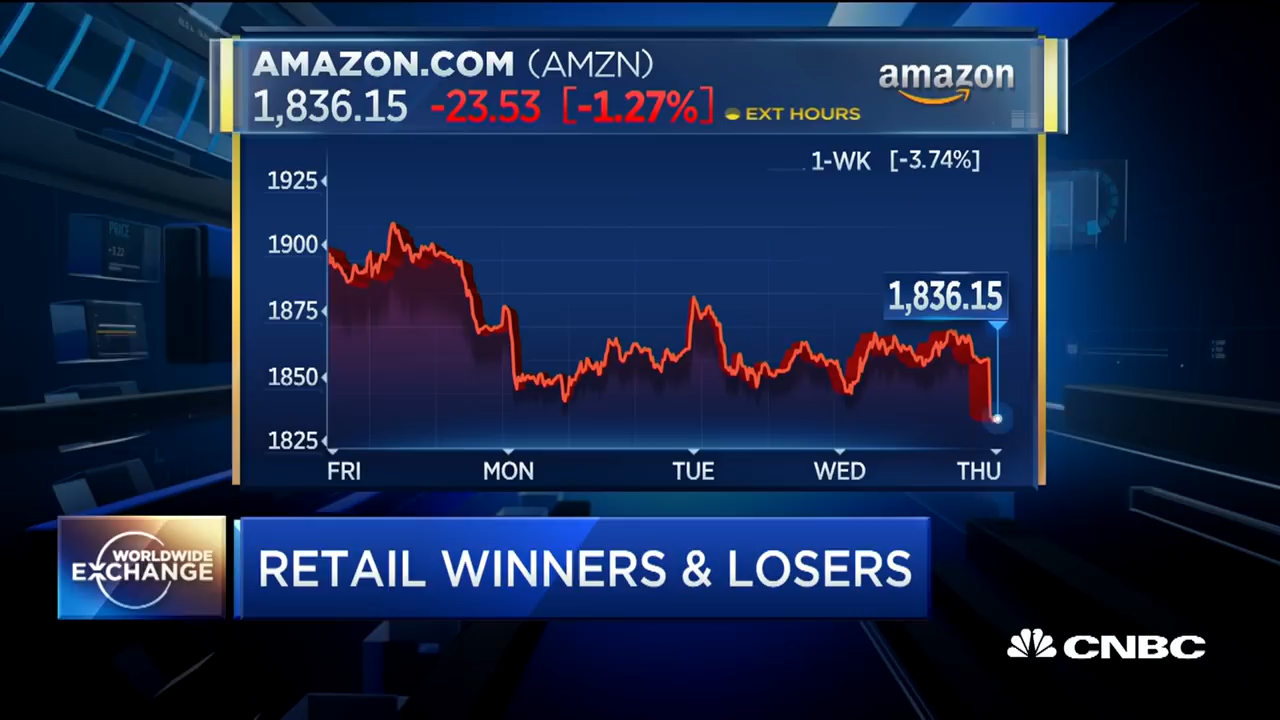 AMAZON.COM (AMZN)
1,836.15 -23.53 [-1.27%] EXT HOURS
amazon
1-WK [-3.74%]
1925
1900
1875
1850
1825
1,836.15
FRI MON TUE WED THU
PRICE
WORLDWIDE
EXCHANGE
RETAIL WINNERS & LOSERS
CNBC